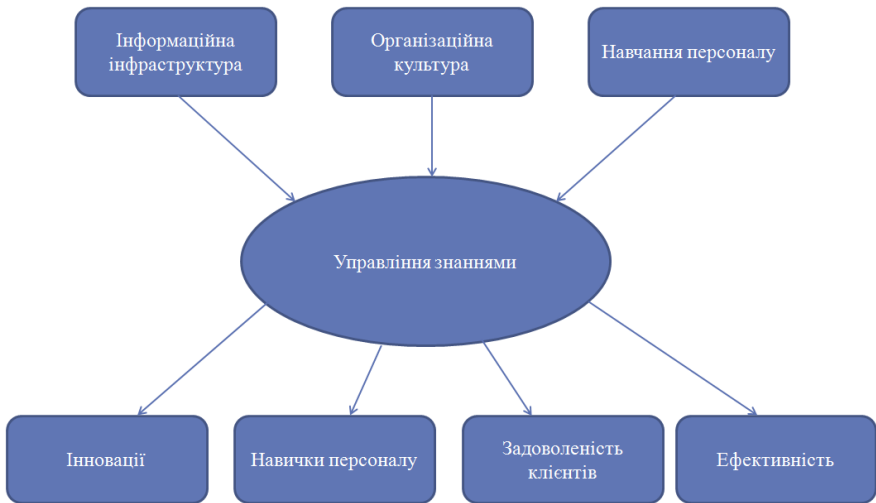 Інформаційна
інфраструктура
Організаційна
культура
Навчання персоналу
Управління знаннями
Інновації
Навички персоналу
Задоволеність
клієнтів
Ефективність